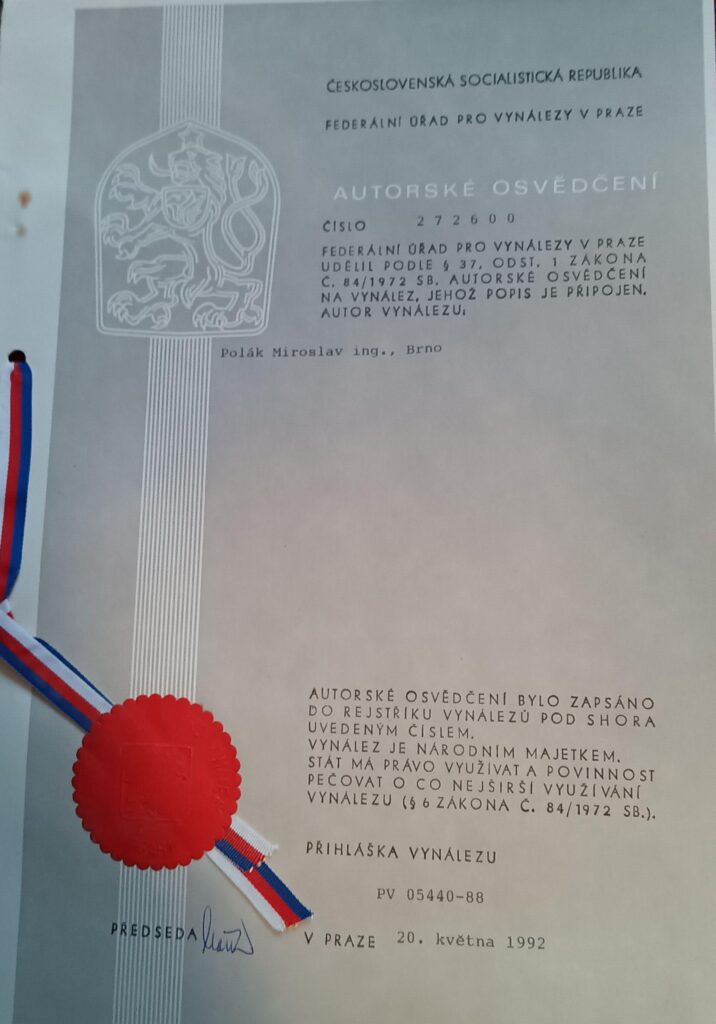 ČESKOSLOVENSKÁ SOCIALISTICKÁ REPUBLIKA
FEDERÁLNÍ ÚŘAD PRO VYNÁLEZY V PRAZE
AUTORSKÉ OSVĚDČENÍ
ČÍSLO 272600
FEDERÁLNÍ ÚŘAD PRO VYNÁLEZY V PRAZE
UDĚLIL PODLE § 37, ODST. 1 ZÁKONA
Č. 84/1972 SB. AUTORSKÉ OSVĚDČENÍ
NA VYNÁLEZ, JEHOŽ POPIS JE PŘIPOJEN.
AUTOR VYNÁLEZU:
Polák Miroslav ing., Brno
AUTORSKÉ OSVĚDČENÍ BYLO ZAPSÁNO
DO REJSTŘÍKU VYNÁLEZŮ POD SHORA
UVEDENÝM ČÍSLEM.
VYNÁLEZ JE NÁRODNÍM MAJETKEM.
STÁT MÁ PRÁVO VYUŽÍVAT A POVINNOST
PEČOVAT O CO NEJŠIRŠÍ VYUŽÍVÁNÍ
VYNÁLEZU (§ 6 ZÁKONA Č. 84/1972 SB.).
PŘIHLÁŠKA VYNÁLEZU
PV 05440-88
PŘEDSEDA
V PRAZE 20. května 1992